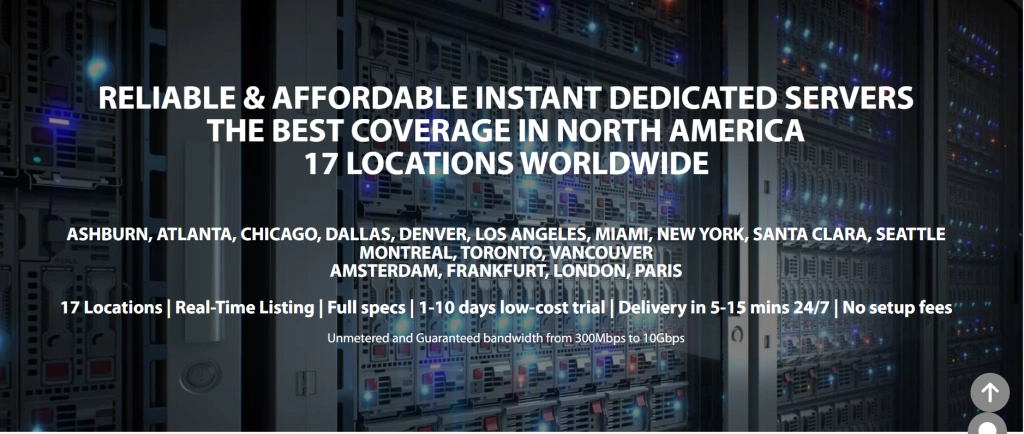 RELIABLE & AFFORDABLE INSTANT DEDICATED SERVERS
THE BEST COVERAGE IN NORTH AMERICA
17 LOCATIONS WORLDWIDE
ASHBURN, ATLANTA, CHICAGO, DALLAS, DENVER, LOS ANGELES, MIAMI, NEW YORK, SANTA CLARA, SEATTLE
MONTREAL, TORONTO, VANCOUVER
AMSTERDAM, FRANKFURT, LONDON, PARIS
17 Locations | Real-Time Listing | Full specs | 1-10 days low-cost trial | Delivery in 5-15 mins 24/7 | No setup fees
Unmetered and Guaranteed bandwidth from 300Mbps to 10Gbps